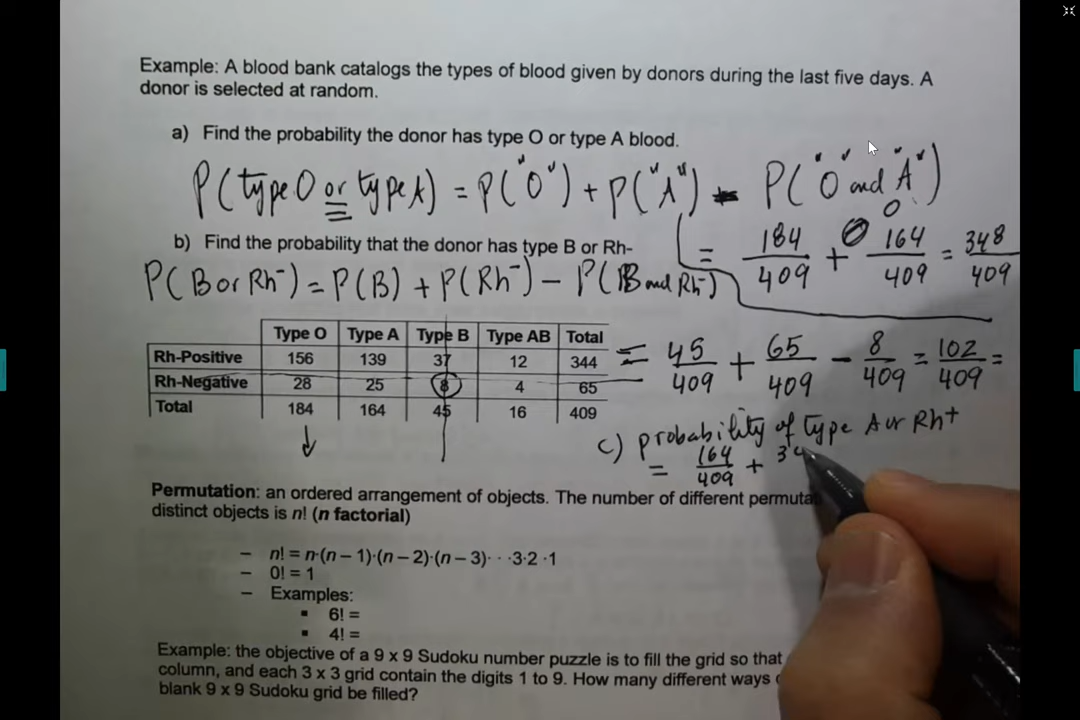 Example: A blood bank catalogs the types of blood given by donors during the last five days. A
donor is selected at random.
a) Find the probability the donor has type O or type A blood.
P(type O or type A) = P("O") + P("A") - P("O and A")
= 184/409 + 164/409 = 348/409
0
b) Find the probability that the donor has type B or Rh-
P(B or Rh⁻) = P(B) + P(Rh⁻) - P(B and Rh⁻)
Type O Type A Type B Type AB Total
Rh-Positive 156 139 37 12 344
Rh-Negative 28 25 8 4 65
Total 184 164 45 16 409
= 45/409 + 65/409 - 8/409 = 102/409 =
c) probability of type A or Rh+
= 164/409 + 34
Permutation: an ordered arrangement of objects. The number of different
distinct objects is n! (n factorial)
– n! = n·(n – 1)·(n – 2)·(n – 3)· · ·3·2 ·1
– 0! = 1
– Examples:
▪ 6! =
▪ 4! =
Example: the objective of a 9 x 9 Sudoku number puzzle is to fill the grid so that
column, and each 3 x 3 grid contain the digits 1 to 9. How many different ways
blank 9 x 9 Sudoku grid be filled?